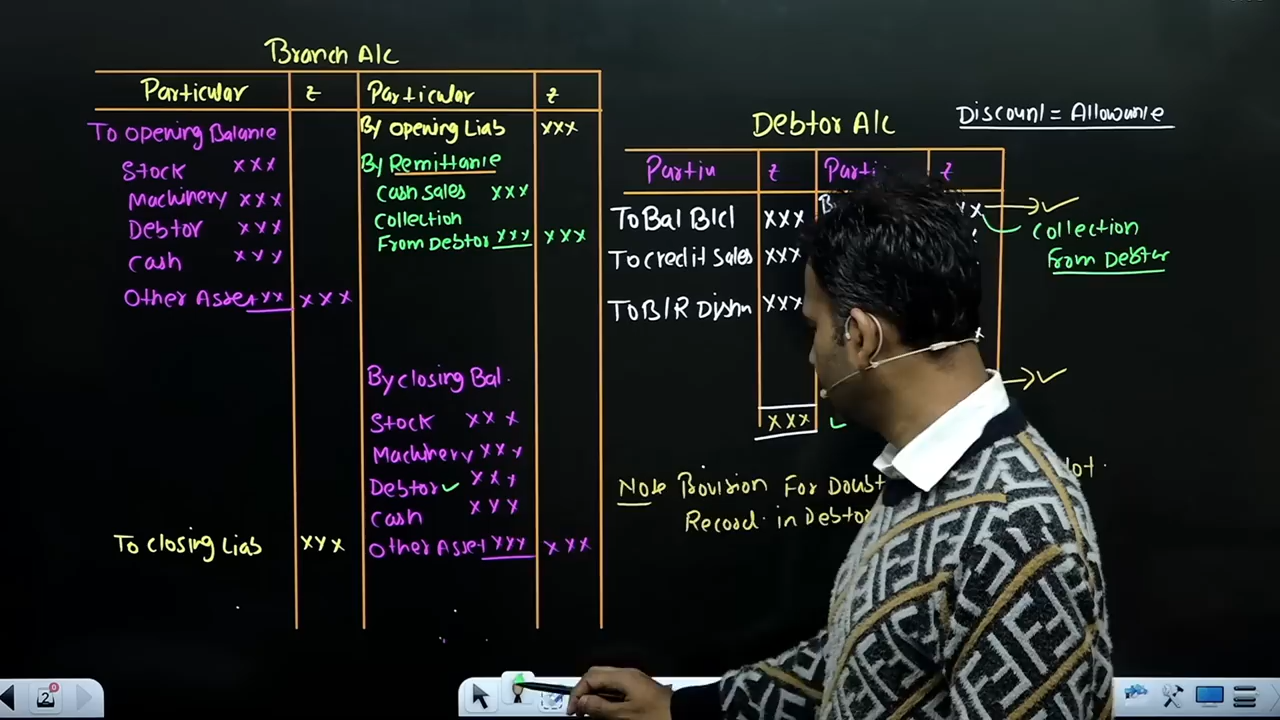 Branch A/c
Particular ₹ Particular ₹
To Opening Balance
Stock xxx
Machinery xxx
Debtor xxx
Cash xxx
Other Asset xxx xxx
To Closing Liab xxx
By Opening Liab xxx
By Remittance
Cash Sales xxx
Collection
From Debtor xxx xxx
By Closing Bal.
Stock xxx
Machinery xxx
Debtor ✓ xxx
Cash xxx
Other Asset xxx xxx
Discount = Allowance
Debtor A/c
₹ ₹
To Bal B/d xxx
To Credit Sales xxx
To B/R xxx
xxx
Collection
From Debtor
Note Provision For
Record in Debtor
2